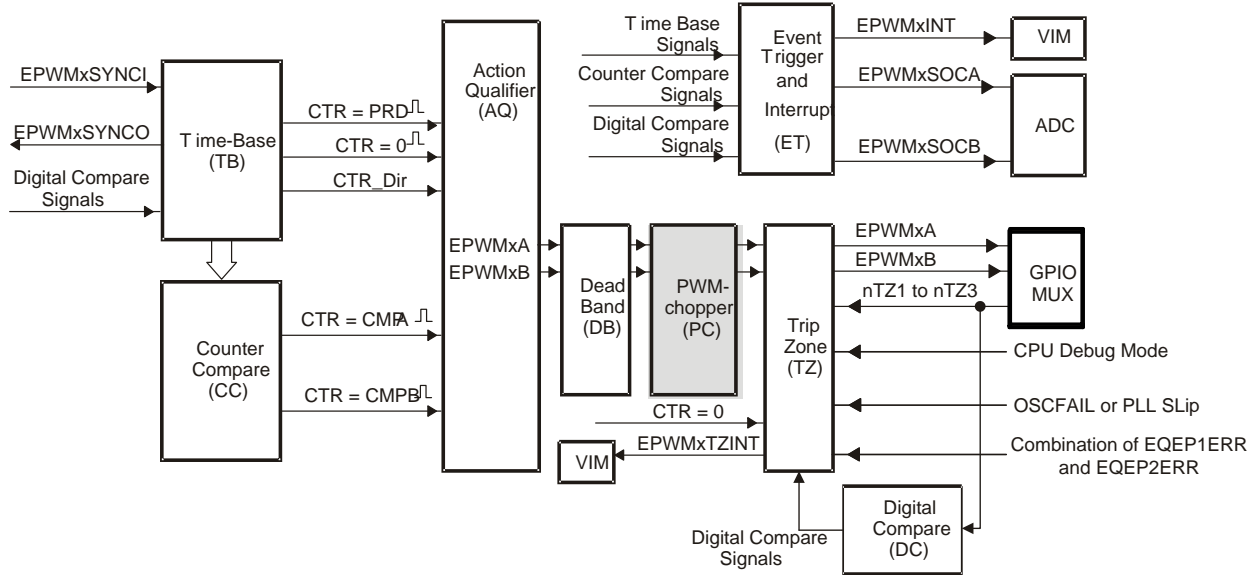 EPWMxSYNCI
EPWMxSYNCO
Digital Compare
Signals
Time-Base
(TB)
CTR = PRD
CTR = 0
CTR_Dir
Counter
Compare
(CC)
CTR = CMPA
CTR = CMPB
Action
Qualifier
(AQ)
EPWMxA
EPWMxB
Time Base
Signals
Counter Compare
Signals
Digital Compare
Signals
Event
Trigger
and
Interrupt
(ET)
EPWMxINT
EPWMxSOCA
EPWMxSOCB
VIM
ADC
Dead
Band
(DB)
PWM-
chopper
(PC)
Trip
Zone
(TZ)
EPWMxA
EPWMxB
nTZ1 to nTZ3
GPIO
MUX
CPU Debug Mode
OSCFAIL or PLL SLip
Combination of EQEP1ERR
and EQEP2ERR
CTR = 0
EPWMxTZINT
VIM
Digital Compare
Signals
Digital
Compare
(DC)